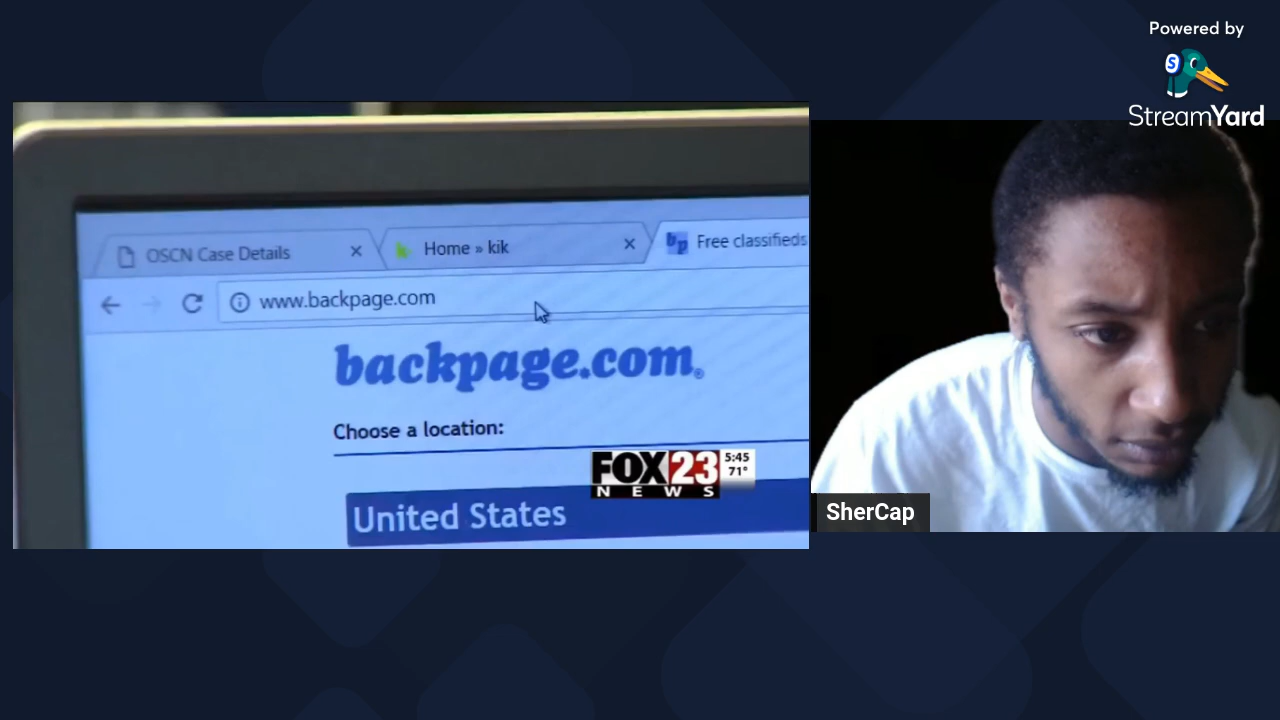 Powered by
S
StreamYard
OSCN Case Details
Home » kik
bp Free classifieds
www.backpage.com
backpage.com®
Choose a location:
FOX 23
NEWS
5:45
71°
United States
SherCap